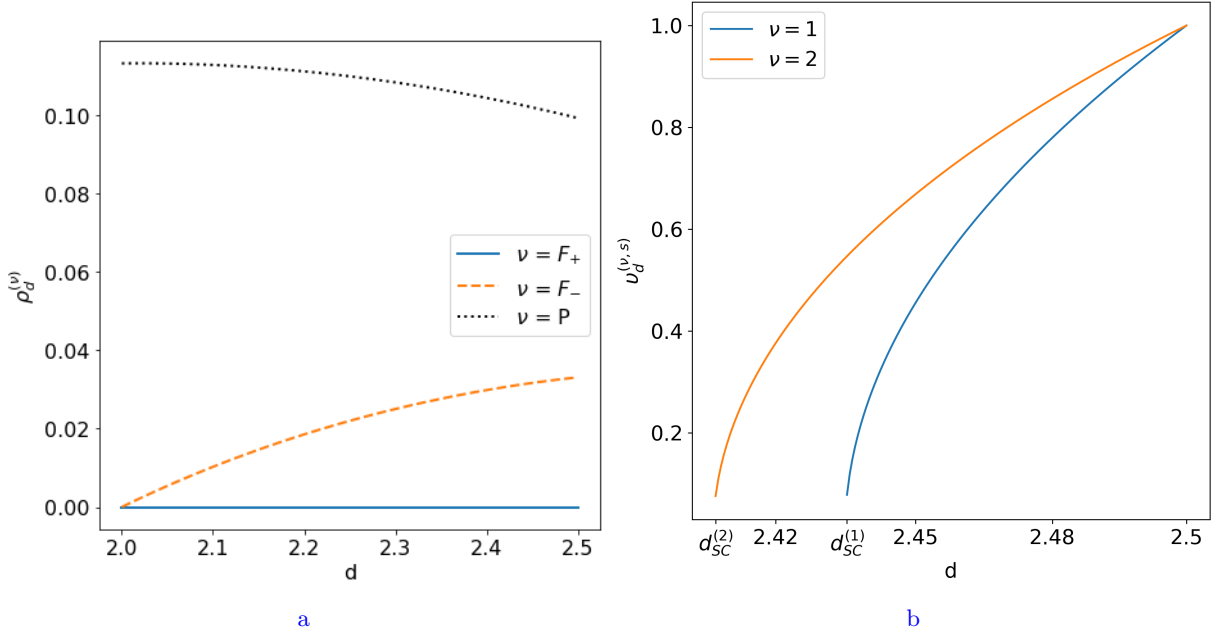 0.10
0.08
0.06
0.04
0.02
0.00
ρ_d^(ν)
ν = F₊
ν = F₋
ν = P
2.0 2.1 2.2 2.3 2.4 2.5
d
a
1.0
0.8
0.6
0.4
0.2
υ_d^(ν, s)
ν = 1
ν = 2
d_SC^(2) 2.42 d_SC^(1) 2.45 2.48 2.5
d
b